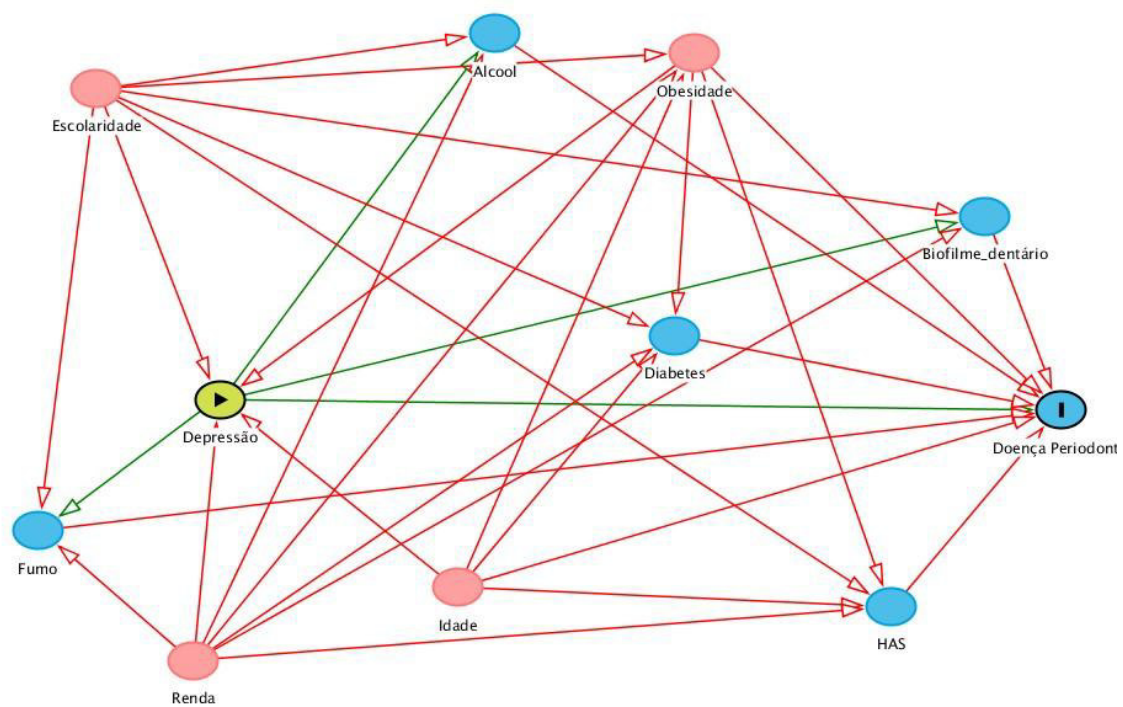 Alcool
Obesidade
Escolaridade
Biofilme_dentário
Diabetes
Depressão
Doença Periodont
Fumo
Idade
HAS
Renda